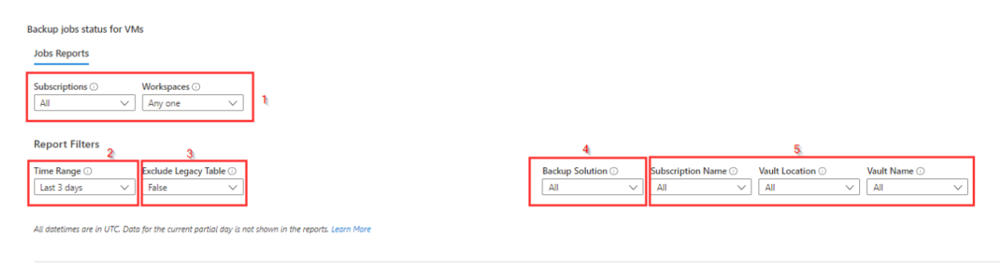 Backup jobs status for VMs
Jobs Reports
Subscriptions Workspaces
All Any one
1
Report Filters
2 3 4 5
Time Range Exclude Legacy Table Backup Solution Subscription Name Vault Location Vault Name
Last 3 days False All All All All
All datetimes are in UTC. Data for the current partial day is not shown in the reports. Learn More